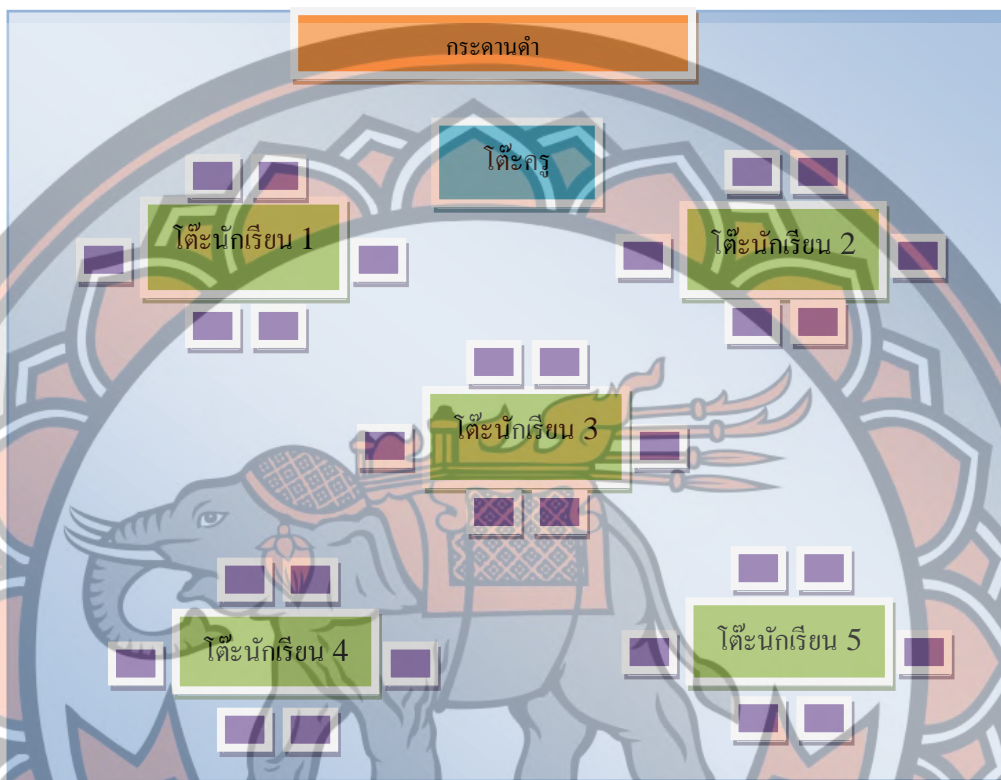 กระดานดำ
โต๊ะครู
โต๊ะนักเรียน 1
โต๊ะนักเรียน 2
โต๊ะนักเรียน 3
โต๊ะนักเรียน 4
โต๊ะนักเรียน 5